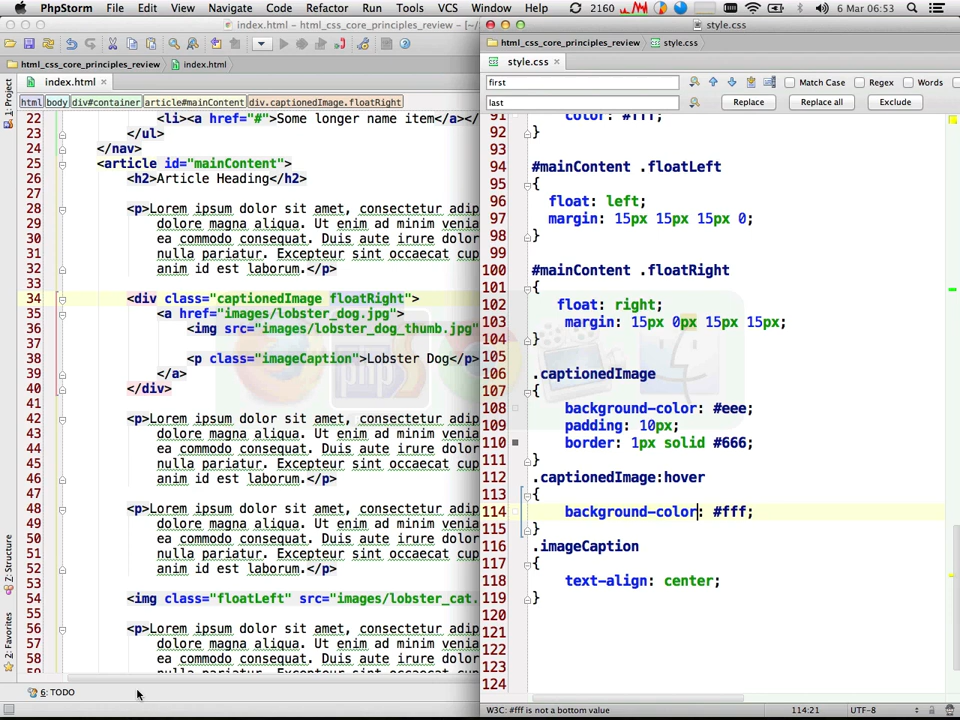 PhpStorm File Edit View Navigate Code Refactor Run Tools VCS Window Help 2160 6 Mar 06:53
index.html - html_css_core_principles_review - [~/
html_css_core_principles_review index.html
index.html
html body div#container article#mainContent div.captionedImage.floatRight
1: Project
Z: Structure
2: Favorites
22 <li><a href="#">Some longer name item</a></
23 </ul>
24 </nav>
25 <article id="mainContent">
26 <h2>Article Heading</h2>
27
28 <p>Lorem ipsum dolor sit amet, consectetur adip
29 dolore magna aliqua. Ut enim ad minim venia
30 ea commodo consequat. Duis aute irure dolor
31 nulla pariatur. Excepteur sint occaecat cup
32 anim id est laborum.</p>
33
34 <div class="captionedImage floatRight">
35 <a href="images/lobster_dog.jpg">
36 <img src="images/lobster_dog_thumb.jpg"
37
38 <p class="imageCaption">Lobster Dog</p>
39 </a>
40 </div>
41
42 <p>Lorem ipsum dolor sit amet, consectetur adip
43 dolore magna aliqua. Ut enim ad minim venia
44 ea commodo consequat. Duis aute irure dolor
45 nulla pariatur. Excepteur sint occaecat cup
46 anim id est laborum.</p>
47
48 <p>Lorem ipsum dolor sit amet, consectetur adip
49 dolore magna aliqua. Ut enim ad minim venia
50 ea commodo consequat. Duis aute irure dolor
51 nulla pariatur. Excepteur sint occaecat cup
52 anim id est laborum.</p>
53
54 <img class="floatLeft" src="images/lobster_cat.
55
56 <p>Lorem ipsum dolor sit amet, consectetur adip
57 dolore magna aliqua. Ut enim ad minim venia
58 ea commodo consequat. Duis aute irure dolor
59 nulla pariatur. Excepteur sint occaecat cup
6: TODO
style.css
html_css_core_principles_review style.css
style.css
first Match Case Regex Words
last Replace Replace all Exclude
91 color: #fff;
92 }
93
94 #mainContent .floatLeft
95 {
96 float: left;
97 margin: 15px 15px 15px 0;
98 }
99
100 #mainContent .floatRight
101 {
102 float: right;
103 margin: 15px 0px 15px 15px;
104 }
105
106 .captionedImage
107 {
108 background-color: #eee;
109 padding: 10px;
110 border: 1px solid #666;
111 }
112 .captionedImage:hover
113 {
114 background-color: #fff;
115 }
116 .imageCaption
117 {
118 text-align: center;
119 }
120
121
122
123
124
W3C: #fff is not a bottom value 114:21 UTF-8
php